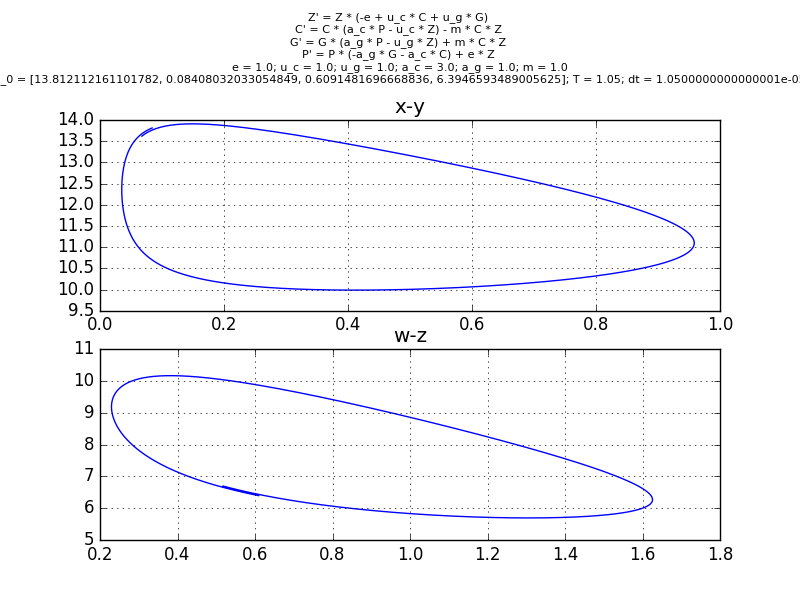 Z' = Z * (-e + u_c * C + u_g * G)
C' = C * (a_c * P - u_c * Z) - m * C * Z
G' = G * (a_g * P - u_g * Z) + m * C * Z
P' = P * (-a_g * G - a_c * C) + e * Z
e = 1.0; u_c = 1.0; u_g = 1.0; a_c = 3.0; a_g = 1.0; m = 1.0
_0 = [13.812112161101782, 0.08408032033054849, 0.6091481696668836, 6.3946593489005625]; T = 1.05; dt = 1.0500000000000001e-05
x-y
14.0
13.5
13.0
12.5
12.0
11.5
11.0
10.5
10.0
9.5
0.0 0.2 0.4 0.6 0.8 1.0
w-z
11
10
9
8
7
6
5
0.2 0.4 0.6 0.8 1.0 1.2 1.4 1.6 1.8